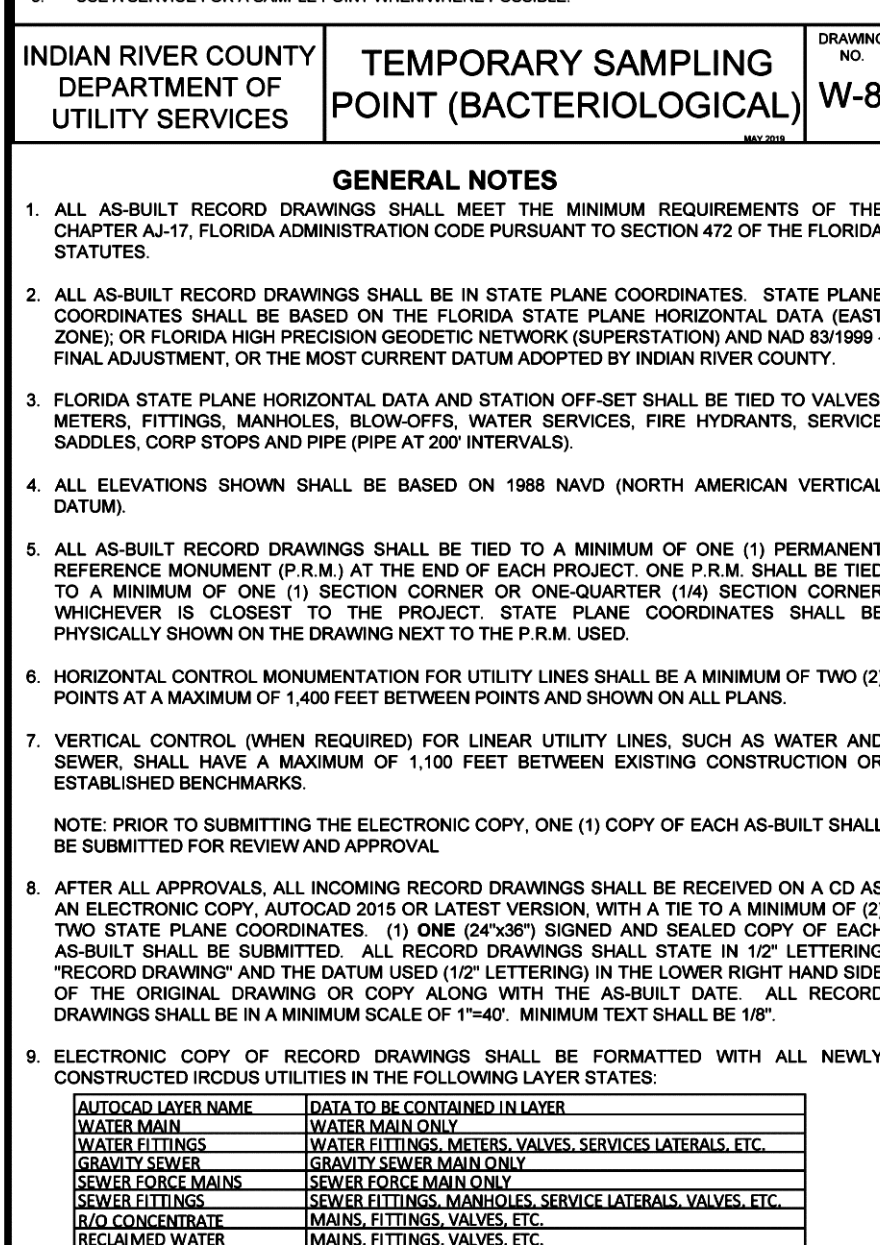 USE A SERVICE FOR A SAMPLE POINT WHEN/WHERE POSSIBLE.
INDIAN RIVER COUNTY
DEPARTMENT OF
UTILITY SERVICES
TEMPORARY SAMPLING
POINT (BACTERIOLOGICAL)
MAY 2019
DRAWING
NO.
W-8
GENERAL NOTES
1. ALL AS-BUILT RECORD DRAWINGS SHALL MEET THE MINIMUM REQUIREMENTS OF THE
CHAPTER AJ-17, FLORIDA ADMINISTRATION CODE PURSUANT TO SECTION 472 OF THE FLORIDA
STATUTES.
2. ALL AS-BUILT RECORD DRAWINGS SHALL BE IN STATE PLANE COORDINATES. STATE PLANE
COORDINATES SHALL BE BASED ON THE FLORIDA STATE PLANE HORIZONTAL DATA (EAST
ZONE); OR FLORIDA HIGH PRECISION GEODETIC NETWORK (SUPERSTATION) AND NAD 83/1999 -
FINAL ADJUSTMENT, OR THE MOST CURRENT DATUM ADOPTED BY INDIAN RIVER COUNTY.
3. FLORIDA STATE PLANE HORIZONTAL DATA AND STATION OFF-SET SHALL BE TIED TO VALVES
METERS, FITTINGS, MANHOLES, BLOW-OFFS, WATER SERVICES, FIRE HYDRANTS, SERVICE
SADDLES, CORP STOPS AND PIPE (PIPE AT 200' INTERVALS).
4. ALL ELEVATIONS SHOWN SHALL BE BASED ON 1988 NAVD (NORTH AMERICAN VERTICAL
DATUM).
5. ALL AS-BUILT RECORD DRAWINGS SHALL BE TIED TO A MINIMUM OF ONE (1) PERMANENT
REFERENCE MONUMENT (P.R.M.) AT THE END OF EACH PROJECT. ONE P.R.M. SHALL BE TIED
TO A MINIMUM OF ONE (1) SECTION CORNER OR ONE-QUARTER (1/4) SECTION CORNER
WHICHEVER IS CLOSEST TO THE PROJECT. STATE PLANE COORDINATES SHALL BE
PHYSICALLY SHOWN ON THE DRAWING NEXT TO THE P.R.M. USED.
6. HORIZONTAL CONTROL MONUMENTATION FOR UTILITY LINES SHALL BE A MINIMUM OF TWO (2)
POINTS AT A MAXIMUM OF 1,400 FEET BETWEEN POINTS AND SHOWN ON ALL PLANS.
7. VERTICAL CONTROL (WHEN REQUIRED) FOR LINEAR UTILITY LINES, SUCH AS WATER AND
SEWER, SHALL HAVE A MAXIMUM OF 1,100 FEET BETWEEN EXISTING CONSTRUCTION OR
ESTABLISHED BENCHMARKS.
NOTE: PRIOR TO SUBMITTING THE ELECTRONIC COPY, ONE (1) COPY OF EACH AS-BUILT SHALL
BE SUBMITTED FOR REVIEW AND APPROVAL
8. AFTER ALL APPROVALS, ALL INCOMING RECORD DRAWINGS SHALL BE RECEIVED ON A CD AS
AN ELECTRONIC COPY, AUTOCAD 2015 OR LATEST VERSION, WITH A TIE TO A MINIMUM OF (2)
TWO STATE PLANE COORDINATES. (1) ONE (24"x36") SIGNED AND SEALED COPY OF EACH
AS-BUILT SHALL BE SUBMITTED. ALL RECORD DRAWINGS SHALL STATE IN 1/2" LETTERING
"RECORD DRAWING" AND THE DATUM USED (1/2" LETTERING) IN THE LOWER RIGHT HAND SIDE
OF THE ORIGINAL DRAWING OR COPY ALONG WITH THE AS-BUILT DATE. ALL RECORD
DRAWINGS SHALL BE IN A MINIMUM SCALE OF 1"=40'. MINIMUM TEXT SHALL BE 1/8".
9. ELECTRONIC COPY OF RECORD DRAWINGS SHALL BE FORMATTED WITH ALL NEWLY
CONSTRUCTED IRCDUS UTILITIES IN THE FOLLOWING LAYER STATES:
AUTOCAD LAYER NAME DATA TO BE CONTAINED IN LAYER
WATER MAIN WATER MAIN ONLY
WATER FITTINGS WATER FITTINGS, METERS, VALVES, SERVICES LATERALS, ETC.
GRAVITY SEWER GRAVITY SEWER MAIN ONLY
SEWER FORCE MAINS SEWER FORCE MAIN ONLY
SEWER FITTINGS SEWER FITTINGS, MANHOLES, SERVICE LATERALS, VALVES, ETC.
R/O CONCENTRATE MAINS, FITTINGS, VALVES, ETC.
RECLAIMED WATER MAINS, FITTINGS, VALVES, ETC.